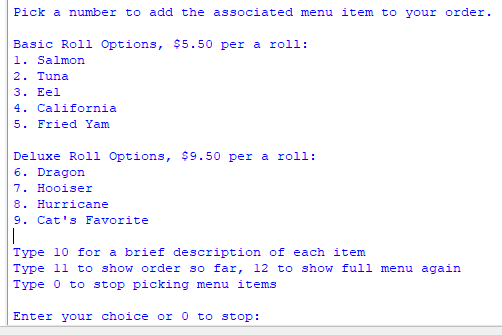 Pick a number to add the associated menu item to your order.
Basic Roll Options, $5.50 per a roll:
1. Salmon
2. Tuna
3. Eel
4. California
5. Fried Yam
Deluxe Roll Options, $9.50 per a roll:
6. Dragon
7. Hooiser
8. Hurricane
9. Cat's Favorite
Type 10 for a brief description of each item
Type 11 to show order so far, 12 to show full menu again
Type 0 to stop picking menu items
Enter your choice or 0 to stop: